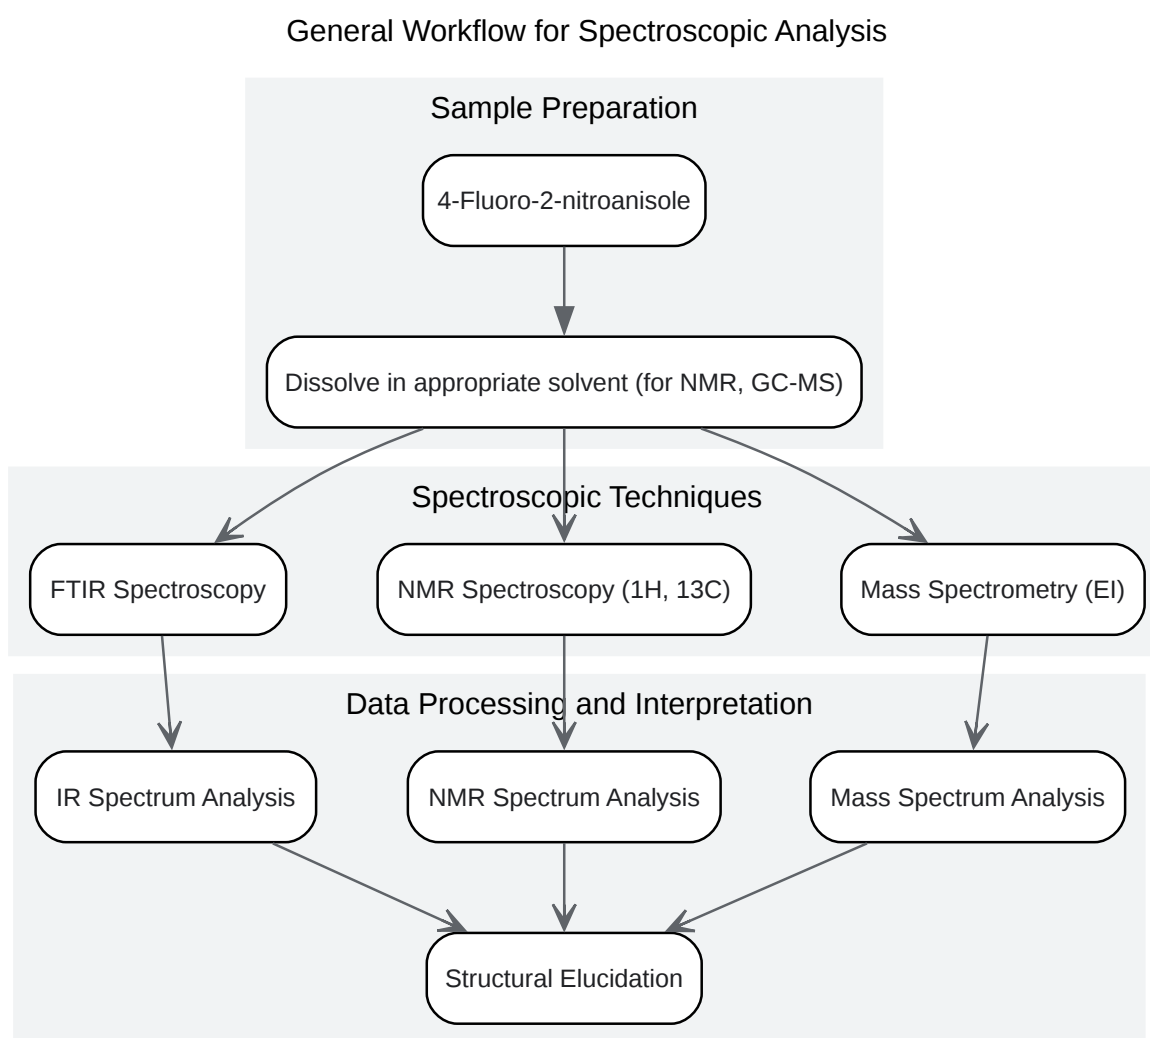 General Workflow for Spectroscopic Analysis
Sample Preparation
4-Fluoro-2-nitroanisole
Dissolve in appropriate solvent (for NMR, GC-MS)
Spectroscopic Techniques
FTIR Spectroscopy
NMR Spectroscopy (1H, 13C)
Mass Spectrometry (EI)
Data Processing and Interpretation
IR Spectrum Analysis
NMR Spectrum Analysis
Mass Spectrum Analysis
Structural Elucidation